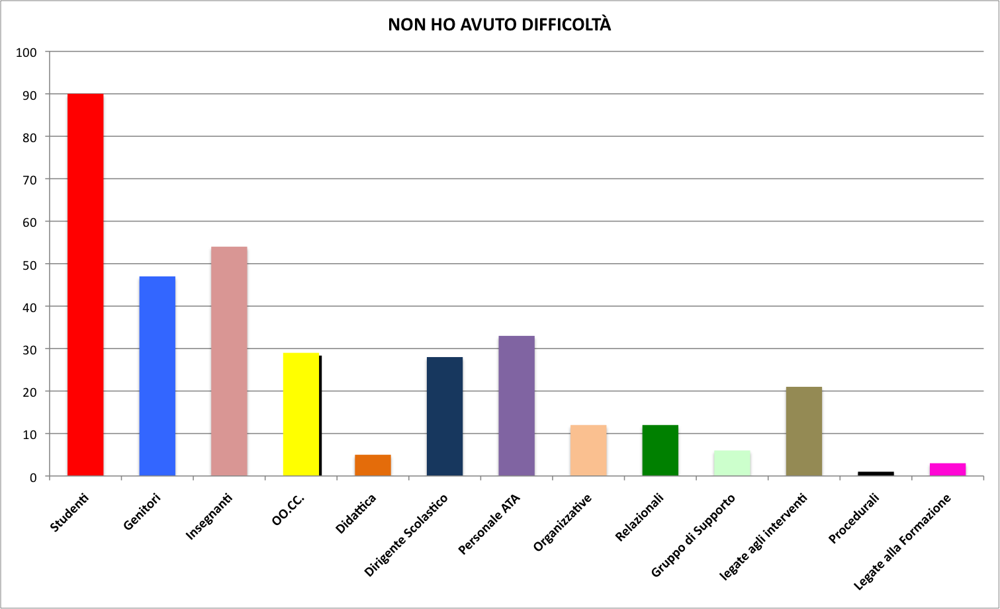 NON HO AVUTO DIFFICOLTÀ
100
90
80
70
60
50
40
30
20
10
0
Studenti
Genitori
Insegnanti
OO.CC.
Didattica
Dirigente Scolastico
Personale ATA
Organizzative
Relazionali
Gruppo di Supporto
legate agli interventi
Procedurali
Legate alla Formazione